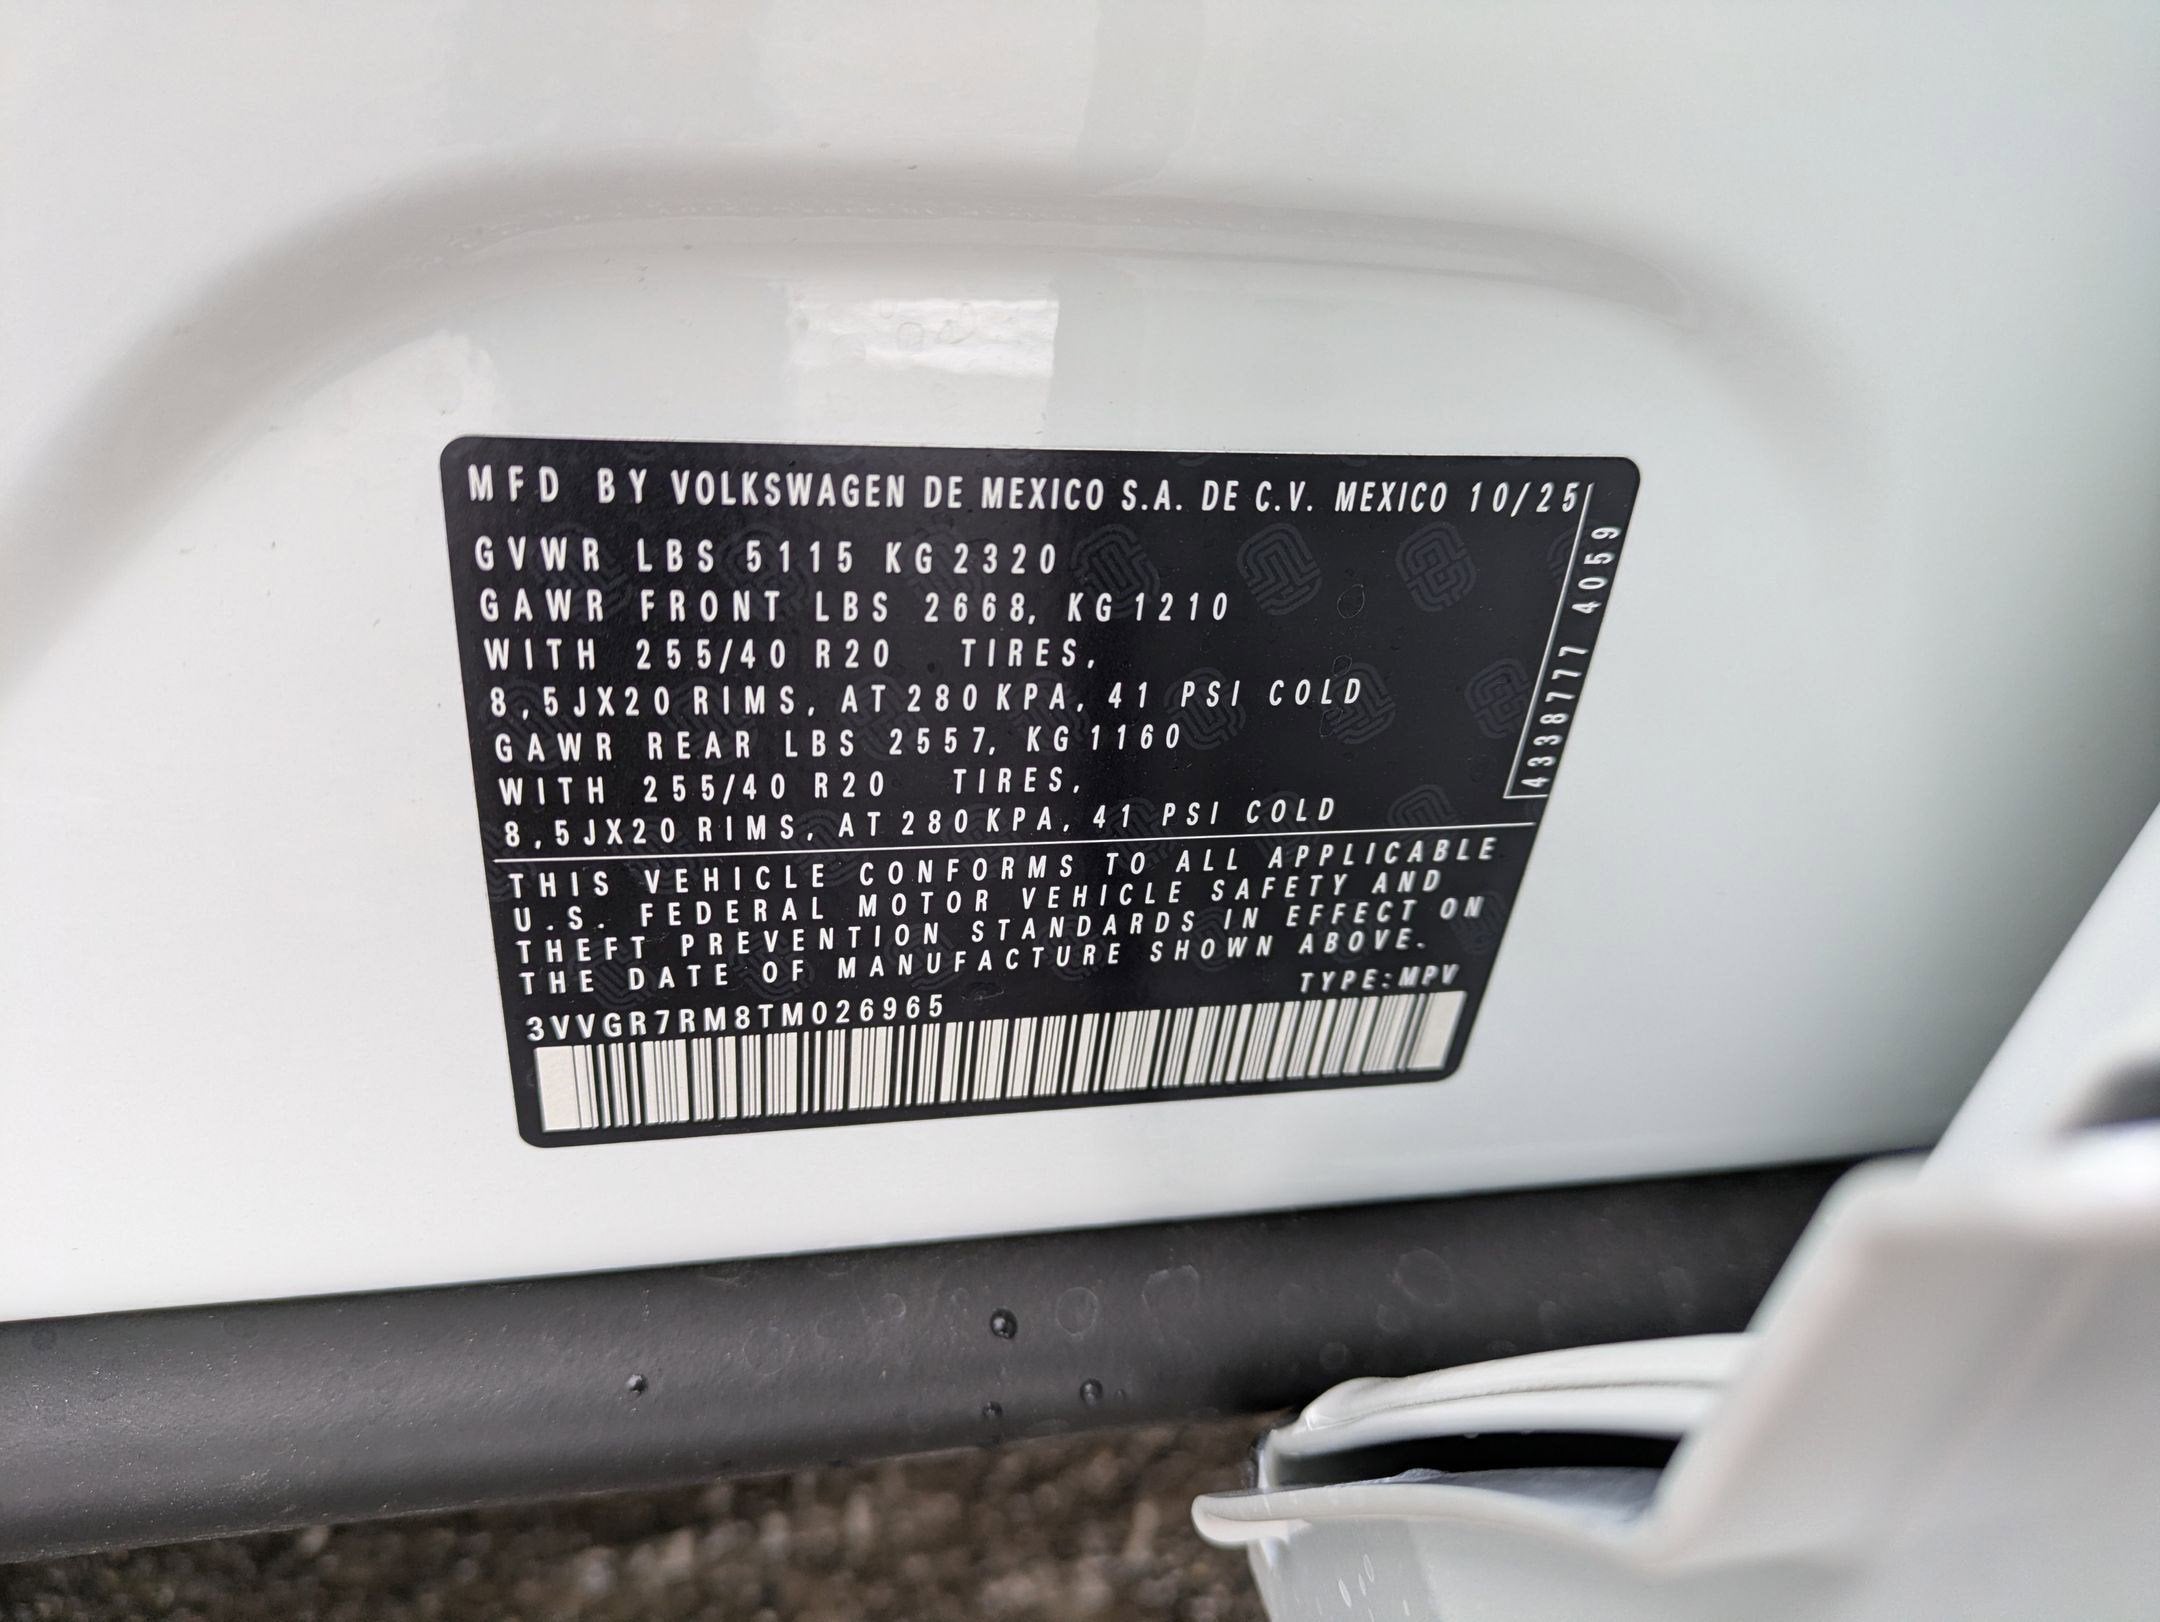 MFD BY VOLKSWAGEN DE MEXICO S.A. DE C.V. MEXICO 10/25
GVWR LBS 5115 KG 2320
GAWR FRONT LBS 2668, KG 1210
WITH 255/40 R20 TIRES,
8,5JX20 RIMS, AT 280 KPA, 41 PSI COLD
GAWR REAR LBS 2557, KG 1160
WITH 255/40 R20 TIRES,
8,5JX20 RIMS, AT 280 KPA, 41 PSI COLD
4338777 4059
THIS VEHICLE CONFORMS TO ALL APPLICABLE
U.S. FEDERAL MOTOR VEHICLE SAFETY AND
THEFT PREVENTION STANDARDS IN EFFECT ON
THE DATE OF MANUFACTURE SHOWN ABOVE.
TYPE:MPV
3VVGR7RM8TM026965